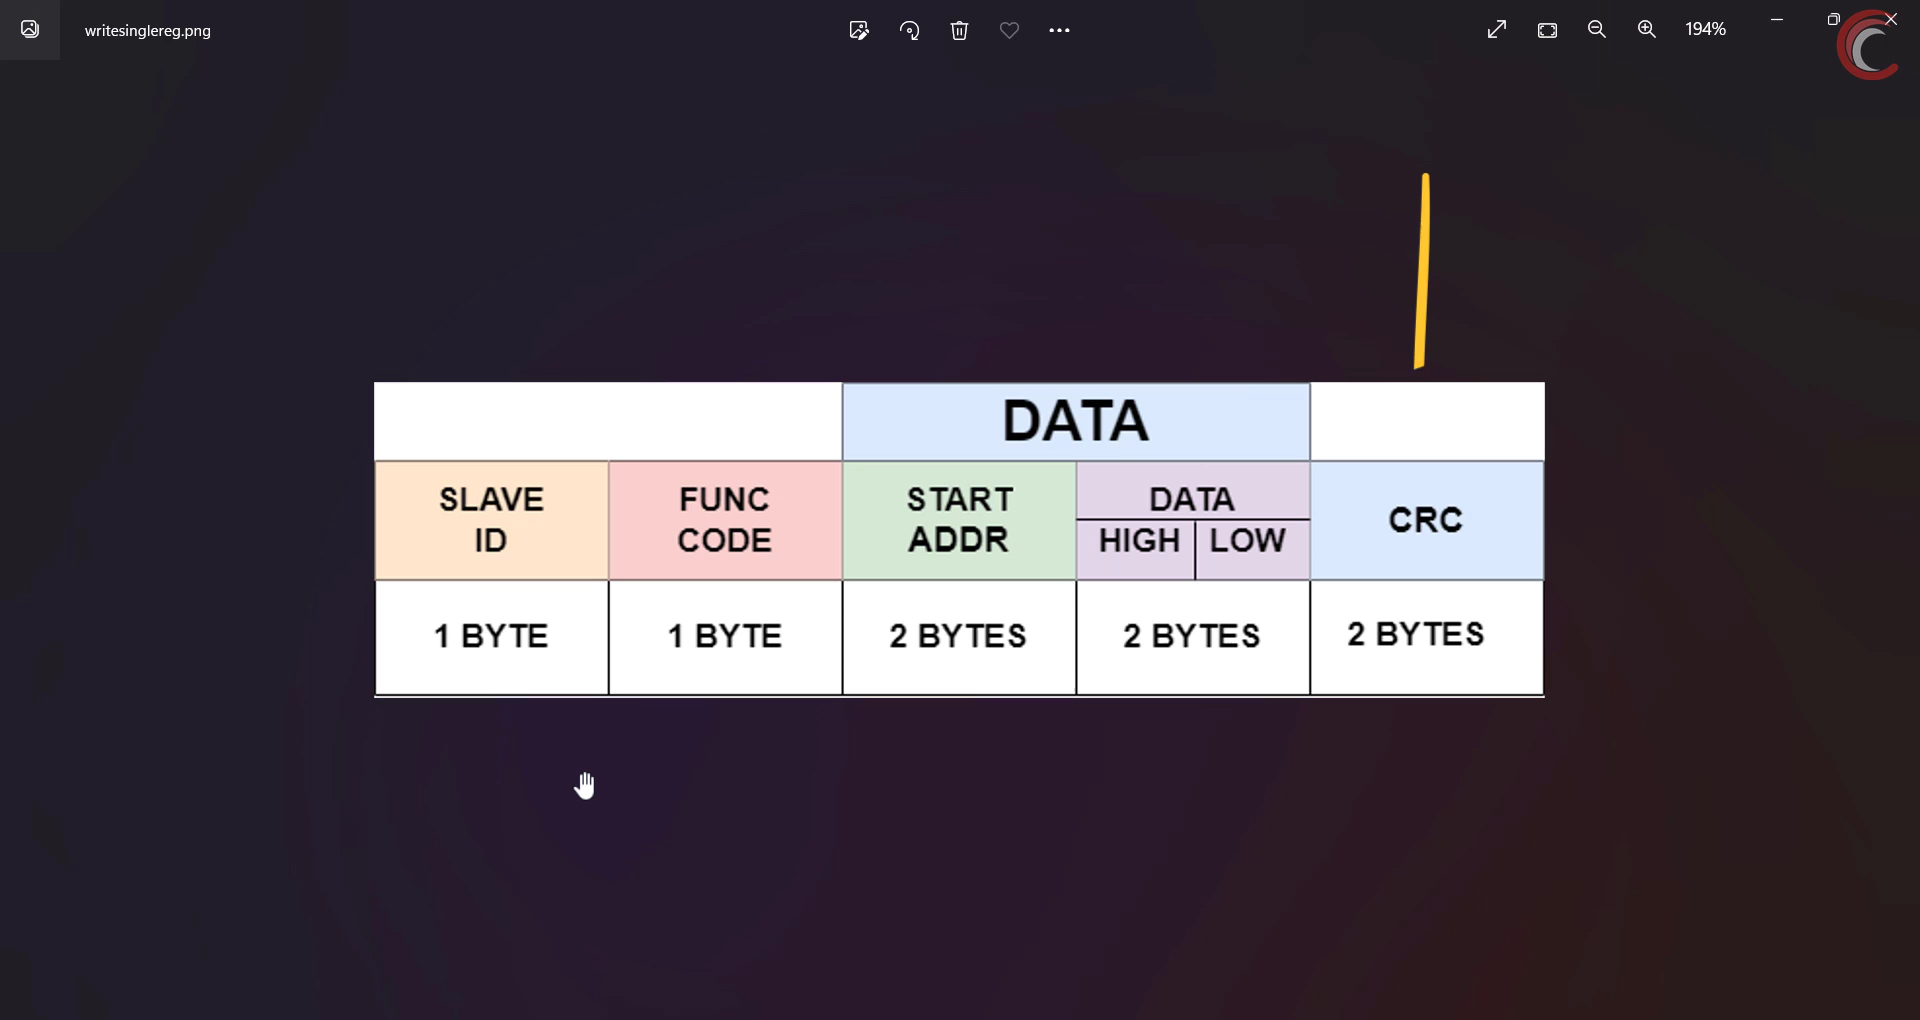 writesinglereg.png
194%
DATA
SLAVE ID
FUNC CODE
START ADDR
DATA
HIGH
LOW
CRC
1 BYTE
1 BYTE
2 BYTES
2 BYTES
2 BYTES